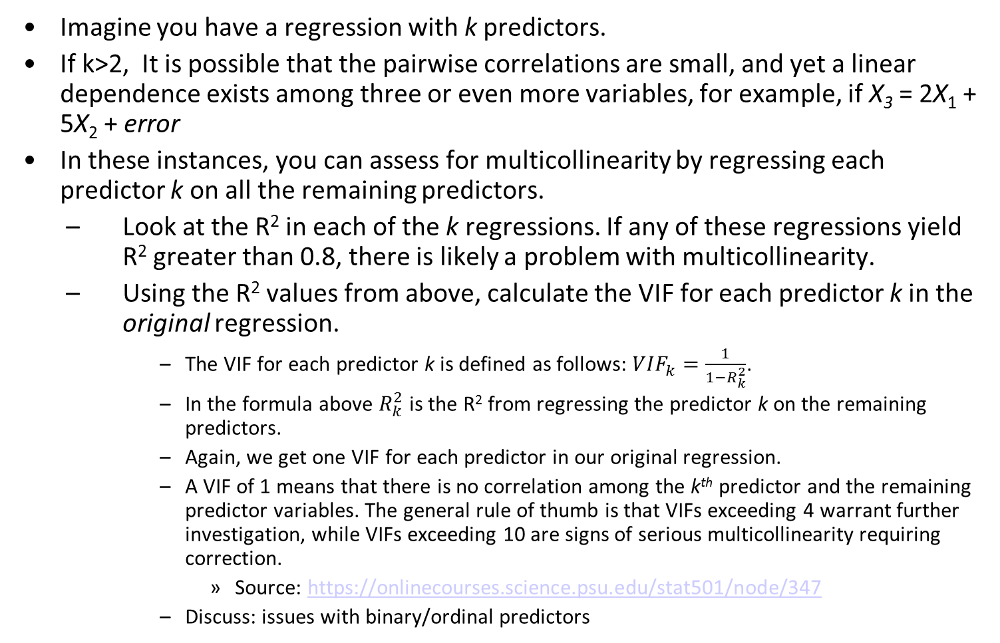 • Imagine you have a regression with k predictors.
• If k>2,  It is possible that the pairwise correlations are small, and yet a linear
dependence exists among three or even more variables, for example, if X₃ = 2X₁ +
5X₂ + error
• In these instances, you can assess for multicollinearity by regressing each
predictor k on all the remaining predictors.
– Look at the R² in each of the k regressions. If any of these regressions yield
R² greater than 0.8, there is likely a problem with multicollinearity.
– Using the R² values from above, calculate the VIF for each predictor k in the
original regression.
– The VIF for each predictor k is defined as follows: $VIF_k = \frac{1}{1-R_k^2}$.
– In the formula above $R_k^2$ is the R² from regressing the predictor k on the remaining
predictors.
– Again, we get one VIF for each predictor in our original regression.
– A VIF of 1 means that there is no correlation among the kᵗʰ predictor and the remaining
predictor variables. The general rule of thumb is that VIFs exceeding 4 warrant further
investigation, while VIFs exceeding 10 are signs of serious multicollinearity requiring
correction.
» Source: https://onlinecourses.science.psu.edu/stat501/node/347
– Discuss: issues with binary/ordinal predictors